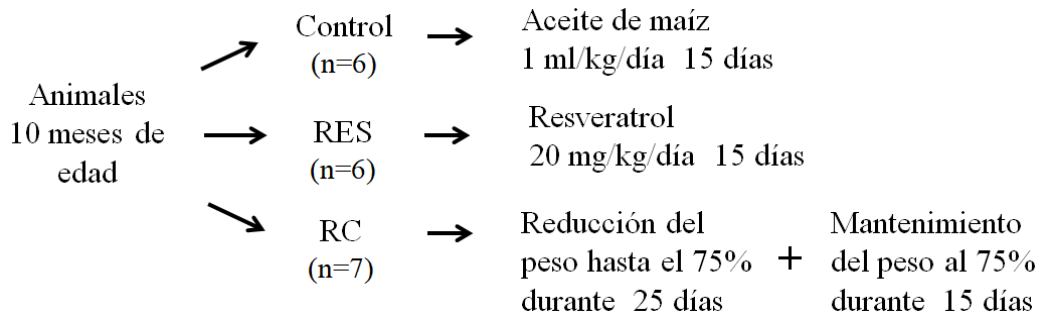 Animales
10 meses de
edad
Control
(n=6)
Aceite de maíz
1 ml/kg/día 15 días
RES
(n=6)
Resveratrol
20 mg/kg/día 15 días
RC
(n=7)
Reducción del
peso hasta el 75%
durante 25 días
+
Mantenimiento
del peso al 75%
durante 15 días